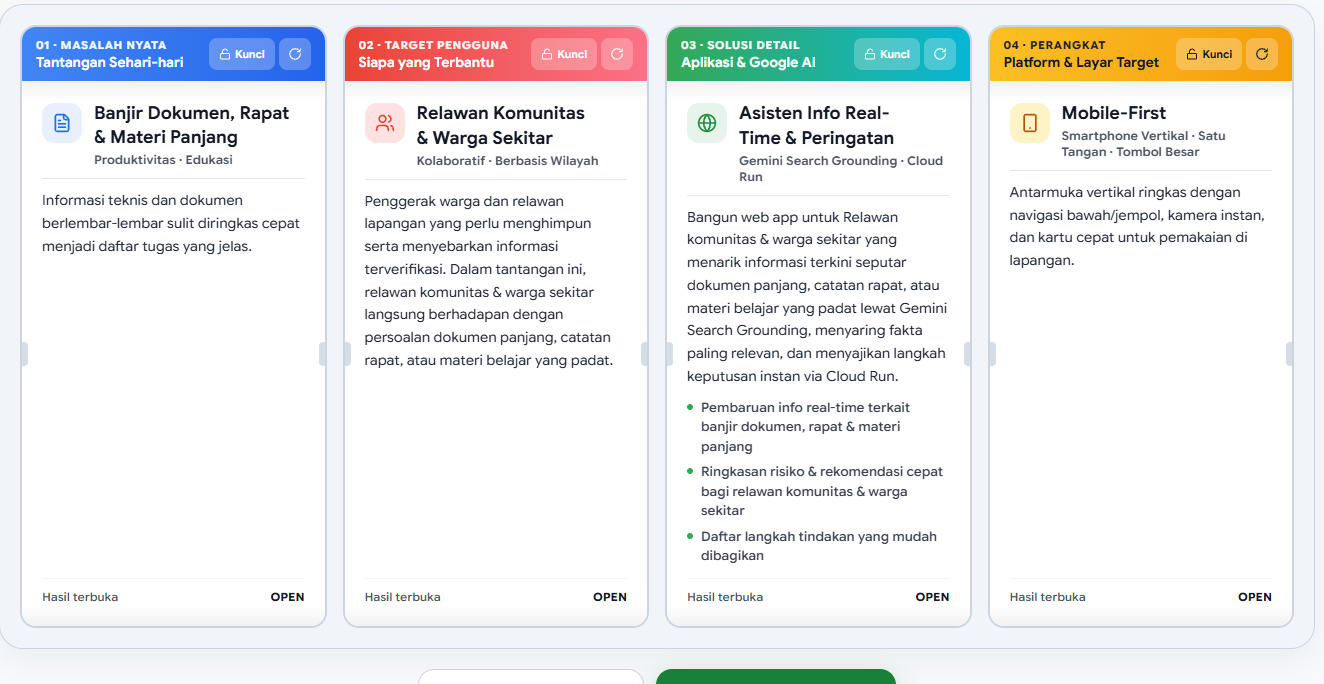 01 · MASALAH NYATA
Tantangan Sehari-hari
Kunci
Banjir Dokumen, Rapat
& Materi Panjang
Produktivitas · Edukasi
Informasi teknis dan dokumen
berlembar-lembar sulit diringkas cepat
menjadi daftar tugas yang jelas.
Hasil terbuka
OPEN
02 · TARGET PENGGUNA
Siapa yang Terbantu
Kunci
Relawan Komunitas
& Warga Sekitar
Kolaboratif · Berbasis Wilayah
Penggerak warga dan relawan
lapangan yang perlu menghimpun
serta menyebarkan informasi
terverifikasi. Dalam tantangan ini,
relawan komunitas & warga sekitar
langsung berhadapan dengan
persoalan dokumen panjang, catatan
rapat, atau materi belajar yang padat.
Hasil terbuka
OPEN
03 · SOLUSI DETAIL
Aplikasi & Google AI
Kunci
Asisten Info Real-
Time & Peringatan
Gemini Search Grounding · Cloud
Run
Bangun web app untuk Relawan
komunitas & warga sekitar yang
menarik informasi terkini seputar
dokumen panjang, catatan rapat, atau
materi belajar yang padat lewat Gemini
Search Grounding, menyaring fakta
paling relevan, dan menyajikan langkah
keputusan instan via Cloud Run.
Pembaruan info real-time terkait
banjir dokumen, rapat & materi
panjang
Ringkasan risiko & rekomendasi cepat
bagi relawan komunitas & warga
sekitar
Daftar langkah tindakan yang mudah
dibagikan
Hasil terbuka
OPEN
04 · PERANGKAT
Platform & Layar Target
Kunci
Mobile-First
Smartphone Vertikal · Satu
Tangan · Tombol Besar
Antarmuka vertikal ringkas dengan
navigasi bawah/jempol, kamera instan,
dan kartu cepat untuk pemakaian di
lapangan.
Hasil terbuka
OPEN